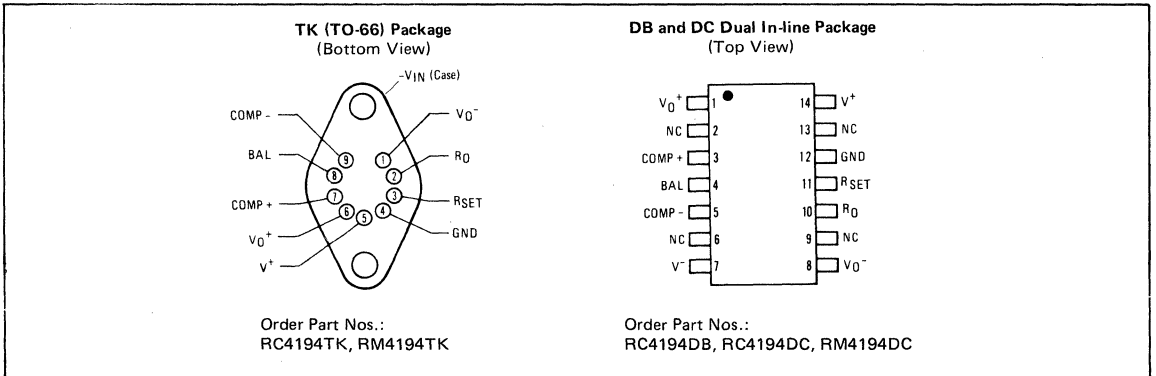 TK (TO-66) Package
(Bottom View)
-VIN (Case)
COMP -
VO-
9
1
BAL
RO
8
2
COMP +
7
3
RSET
6
5
4
VO+
GND
V+
Order Part Nos.:
RC4194TK, RM4194TK
DB and DC Dual In-line Package
(Top View)
VO+ 1 14 V+
NC 2 13 NC
COMP + 3 12 GND
BAL 4 11 RSET
COMP - 5 10 RO
NC 6 9 NC
V- 7 8 VO-
Order Part Nos.:
RC4194DB, RC4194DC, RM4194DC